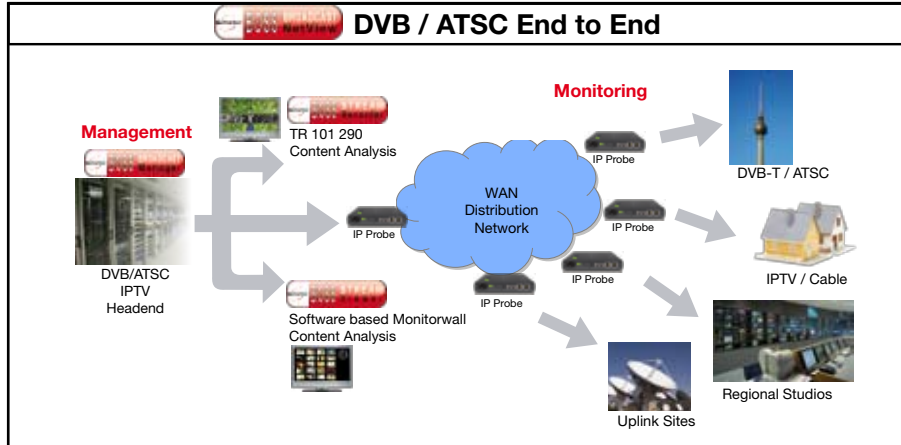 NetView DVB / ATSC End to End
Monitoring
Management
Manager
TR 101 290
Content Analysis
IP Probe
DVB-T / ATSC
WAN
Distribution
Network
IP Probe
IP Probe
IP Probe
IPTV / Cable
DVB/ATSC
IPTV
Headend
IP Probe
Software based Monitorwall
Content Analysis
Regional Studios
Uplink Sites